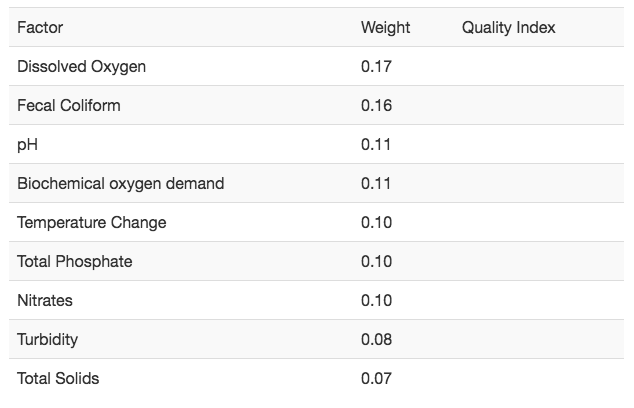 Factor Weight Quality Index
Dissolved Oxygen 0.17
Fecal Coliform 0.16
pH 0.11
Biochemical oxygen demand 0.11
Temperature Change 0.10
Total Phosphate 0.10
Nitrates 0.10
Turbidity 0.08
Total Solids 0.07